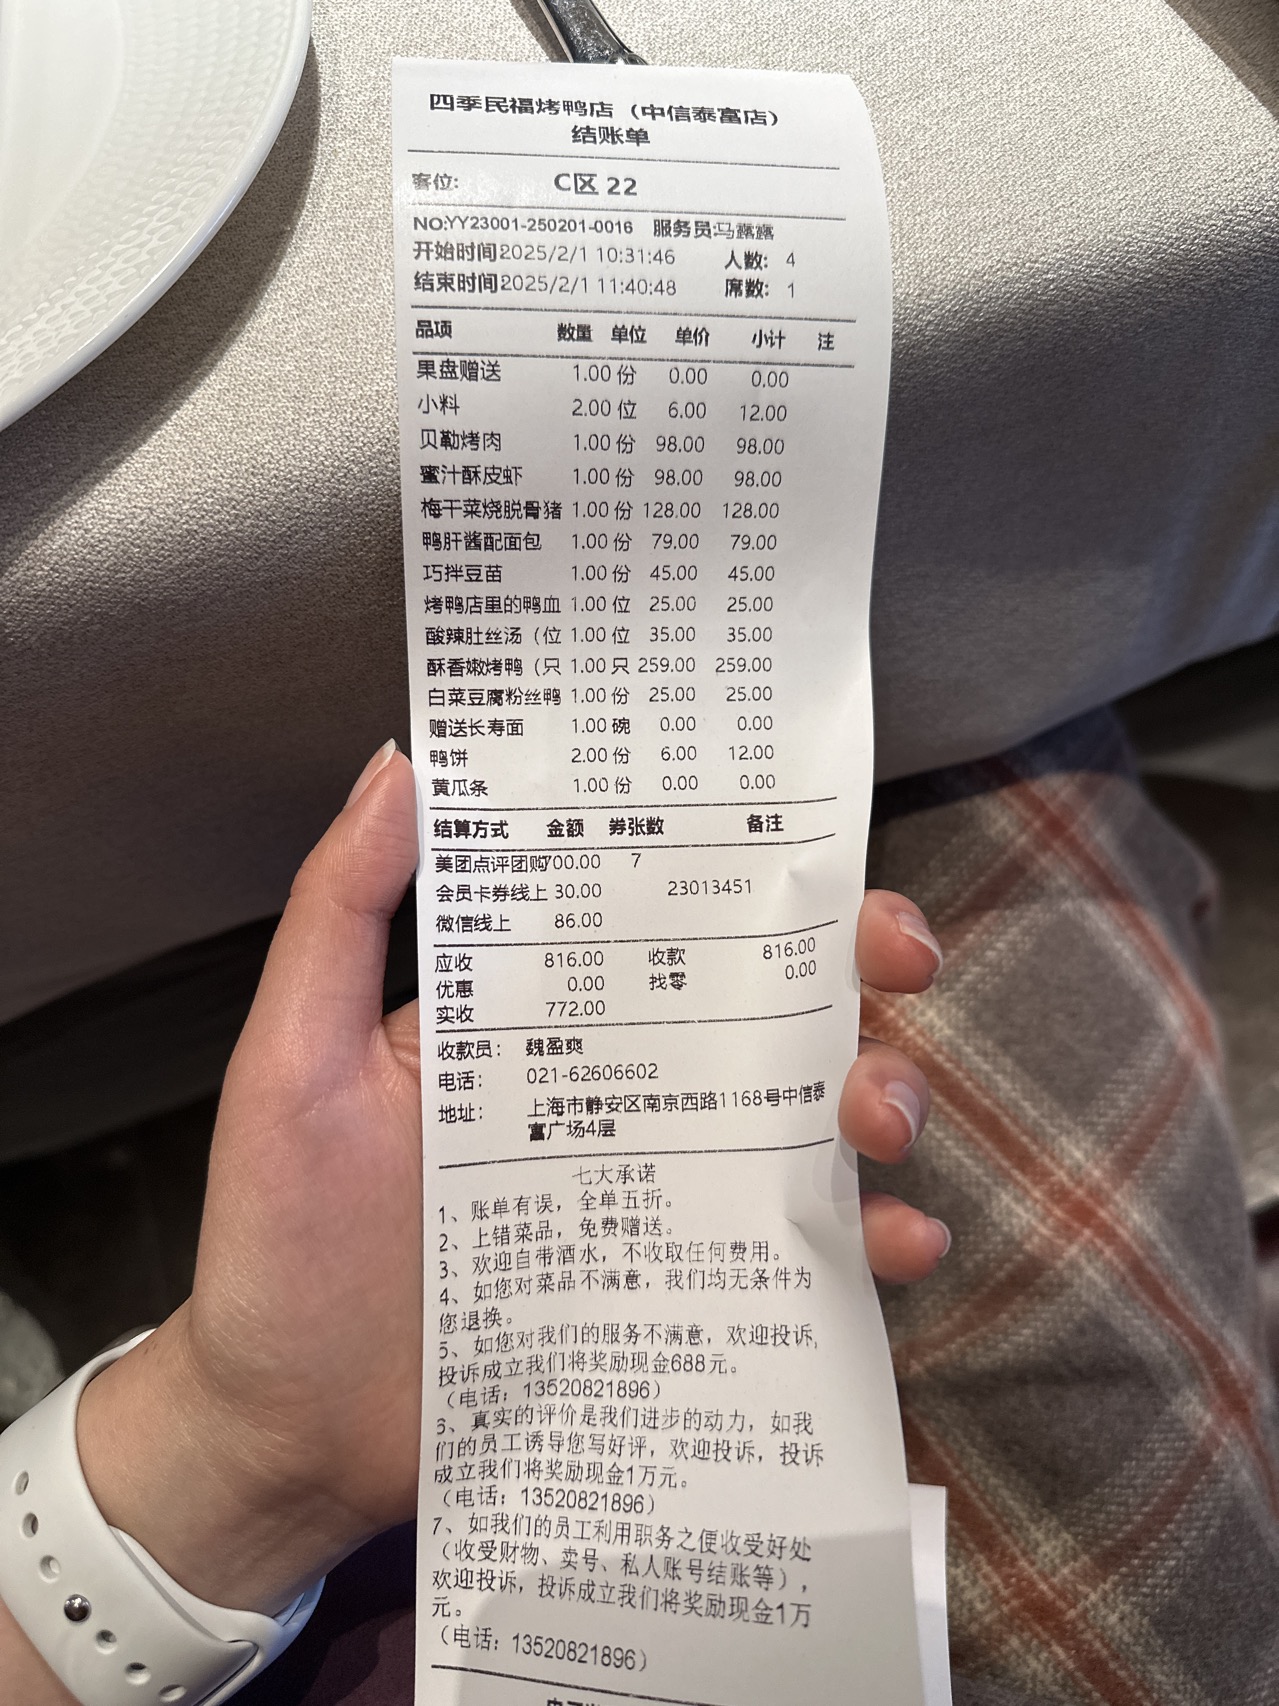 四季民福烤鸭店（中信泰富店）
结账单
客位： C区 22
NO:YY23001-250201-0016 服务员:马露露
开始时间2025/2/1 10:31:46 人数： 4
结束时间2025/2/1 11:40:48 席数： 1
品项 数量 单位 单价 小计 注
果盘赠送 1.00 份 0.00 0.00
小料 2.00 位 6.00 12.00
贝勒烤肉 1.00 份 98.00 98.00
蜜汁酥皮虾 1.00 份 98.00 98.00
梅干菜烧脱骨猪 1.00 份 128.00 128.00
鸭肝酱配面包 1.00 份 79.00 79.00
巧拌豆苗 1.00 份 45.00 45.00
烤鸭店里的鸭血 1.00 位 25.00 25.00
酸辣肚丝汤（位 1.00 位 35.00 35.00
酥香嫩烤鸭（只 1.00 只 259.00 259.00
白菜豆腐粉丝鸭 1.00 份 25.00 25.00
赠送长寿面 1.00 碗 0.00 0.00
鸭饼 2.00 份 6.00 12.00
黄瓜条 1.00 份 0.00 0.00
结算方式 金额 券张数 备注
美团点评团购700.00 7
会员卡券线上 30.00 23013451
微信线上 86.00
应收 816.00 收款 816.00
优惠 0.00 找零 0.00
实收 772.00
收款员： 魏盈爽
电话： 021-62606602
地址： 上海市静安区南京西路1168号中信泰
富广场4层
七大承诺
1、账单有误，全单五折。
2、上错菜品，免费赠送。
3、欢迎自带酒水，不收取任何费用。
4、如您对菜品不满意，我们均无条件为
您退换。
5、如您对我们的服务不满意，欢迎投诉,
投诉成立我们将奖励现金688元。
（电话：13520821896）
6、真实的评价是我们进步的动力，如我
们的员工诱导您写好评，欢迎投诉，投诉
成立我们将奖励现金1万元。
（电话：13520821896）
7、如我们的员工利用职务之便收受好处
（收受财物、卖号、私人账号结账等），
欢迎投诉，投诉成立我们将奖励现金1万
元。
（电话：13520821896）